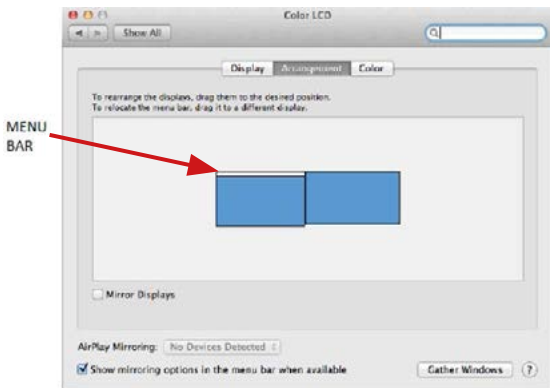 Color LCD
Show All
Display Arrangement Color
To rearrange the displays, drag them to the desired position.
To relocate the menu bar, drag it to a different display.
MENU
BAR
Mirror Displays
AirPlay Mirroring: No Devices Detected
Show mirroring options in the menu bar when available
Gather Windows ?